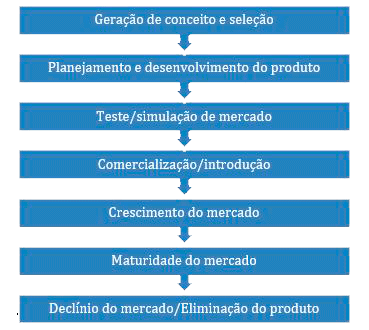 Geração de conceito e seleção
Planejamento e desenvolvimento do produto
Teste/simulação de mercado
Comercialização/introdução
Crescimento do mercado
Maturidade do mercado
Declínio do mercado/Eliminação do produto